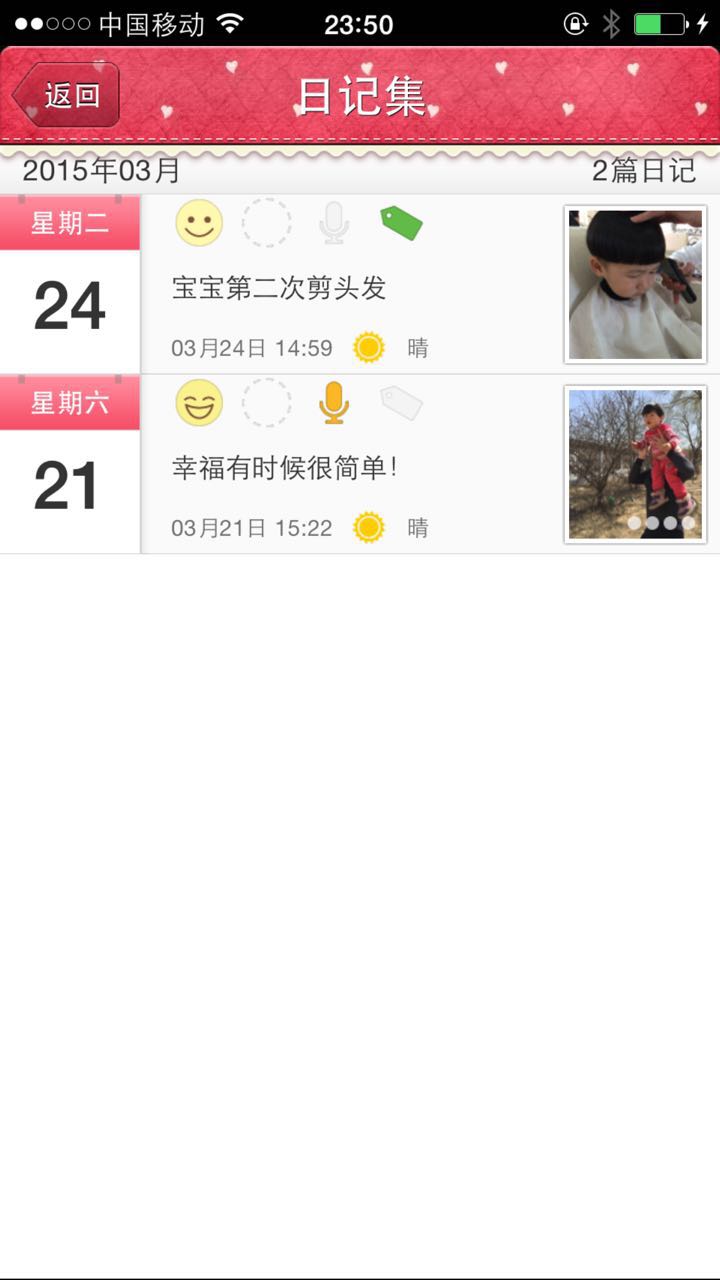 中国移动 23:50
返回 日记集
2015年03月 2篇日记
星期二
24
宝宝第二次剪头发
03月24日 14:59 晴
星期六
21
幸福有时候很简单!
03月21日 15:22 晴